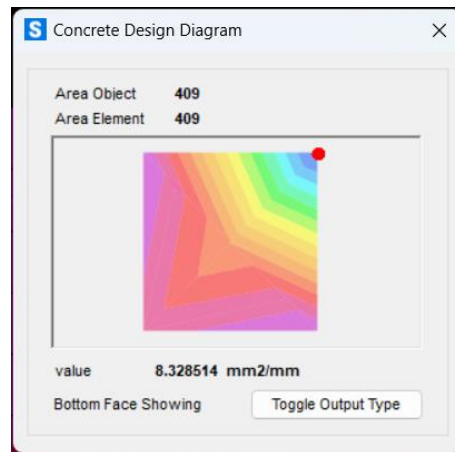 S Concrete Design Diagram
Area Object 409
Area Element 409
value 8.328514 mm2/mm
Bottom Face Showing Toggle Output Type